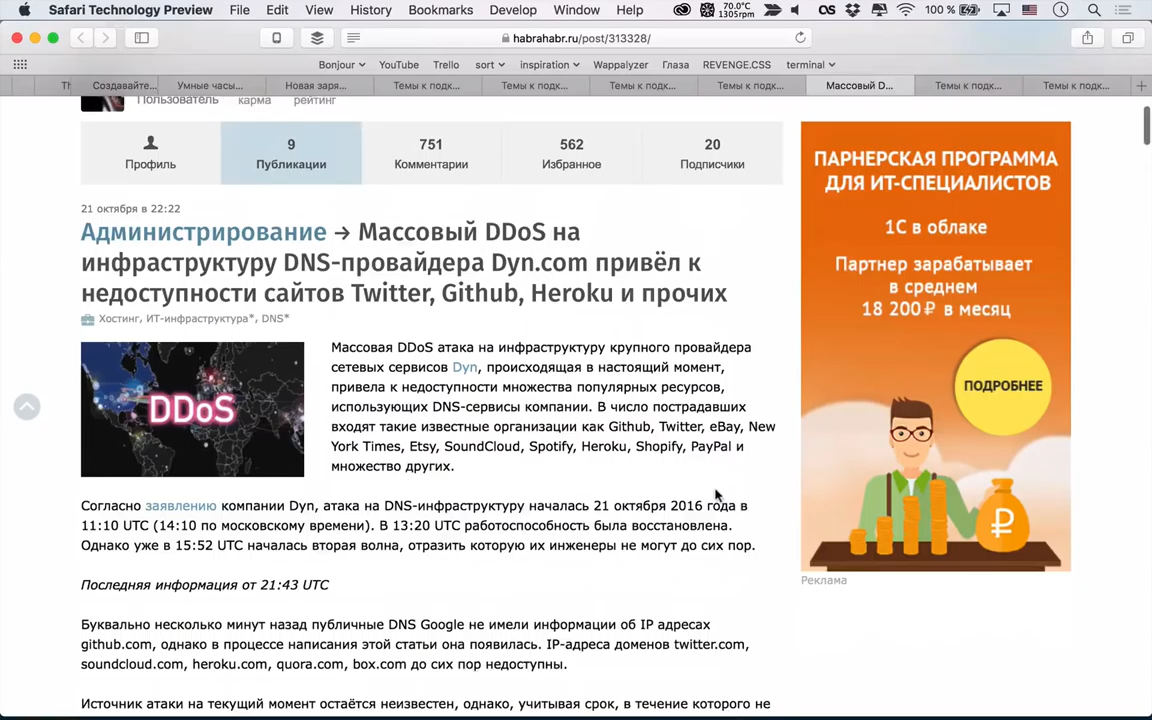 Safari Technology Preview File Edit View History Bookmarks Develop Window Help 70.0°C 1305rpm 100 %
habrahabr.ru/post/313328/
Bonjour YouTube Trello sort inspiration Wappalyzer Глаза REVENGE.CSS terminal
Th Создавайте... Умные часы... Новая заря... Темы к подк... Темы к подк... Темы к подк... Темы к подк... Массовый D... Темы к подк... Темы к подк...
Пользователь карма рейтинг
9 751 562 20
Профиль Публикации Комментарии Избранное Подписчики
21 октября в 22:22
Администрирование → Массовый DDoS на
инфраструктуру DNS-провайдера Dyn.com привёл к
недоступности сайтов Twitter, Github, Heroku и прочих
Хостинг, ИТ-инфраструктура*, DNS*
DDoS
Массовая DDoS атака на инфраструктуру крупного провайдера
сетевых сервисов Dyn, происходящая в настоящий момент,
привела к недоступности множества популярных ресурсов,
использующих DNS-сервисы компании. В число пострадавших
входят такие известные организации как Github, Twitter, eBay, New
York Times, Etsy, SoundCloud, Spotify, Heroku, Shopify, PayPal и
множество других.
Согласно заявлению компании Dyn, атака на DNS-инфраструктуру началась 21 октября 2016 года в
11:10 UTC (14:10 по московскому времени). В 13:20 UTC работоспособность была восстановлена.
Однако уже в 15:52 UTC началась вторая волна, отразить которую их инженеры не могут до сих пор.
Последняя информация от 21:43 UTC
Буквально несколько минут назад публичные DNS Google не имели информации об IP адресах
github.com, однако в процессе написания этой статьи она появилась. IP-адреса доменов twitter.com,
soundcloud.com, heroku.com, quora.com, box.com до сих пор недоступны.
Источник атаки на текущий момент остаётся неизвестен, однако, учитывая срок, в течение которого не
ПАРНЕРСКАЯ ПРОГРАММА
ДЛЯ ИТ-СПЕЦИАЛИСТОВ
1С в облаке
Партнер зарабатывает
в среднем
18 200 ₽ в месяц
ПОДРОБНЕЕ
₽
Реклама